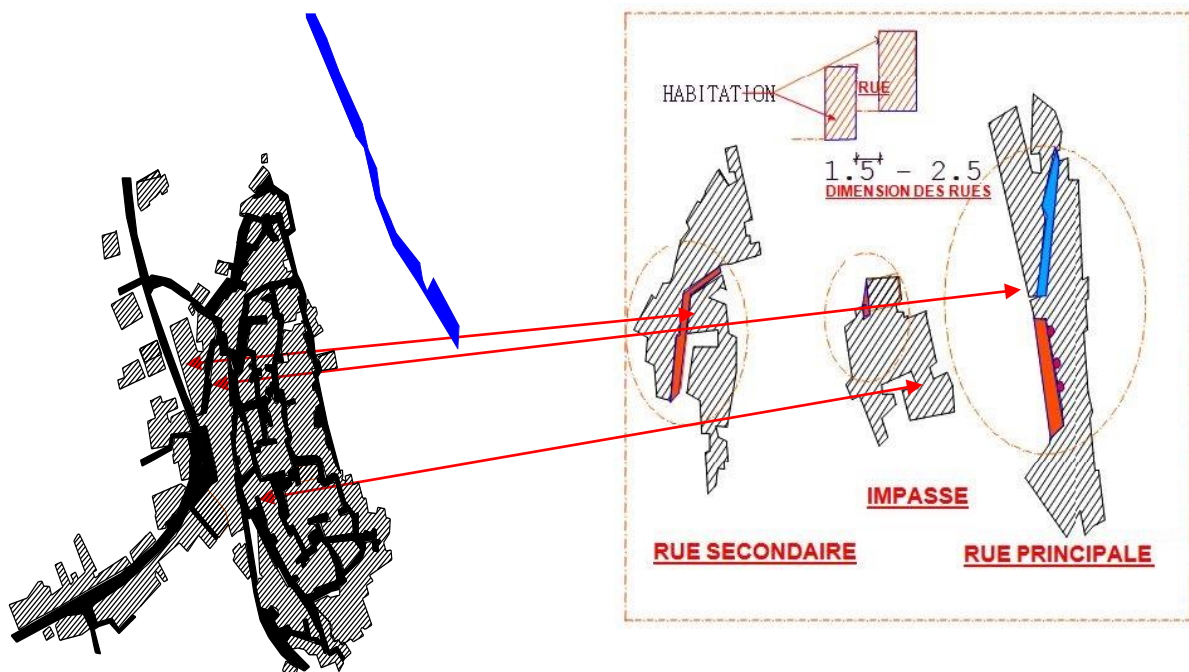 HABITATION
RUE
1.5 - 2.5
DIMENSION DES RUES
IMPASSE
RUE SECONDAIRE
RUE PRINCIPALE